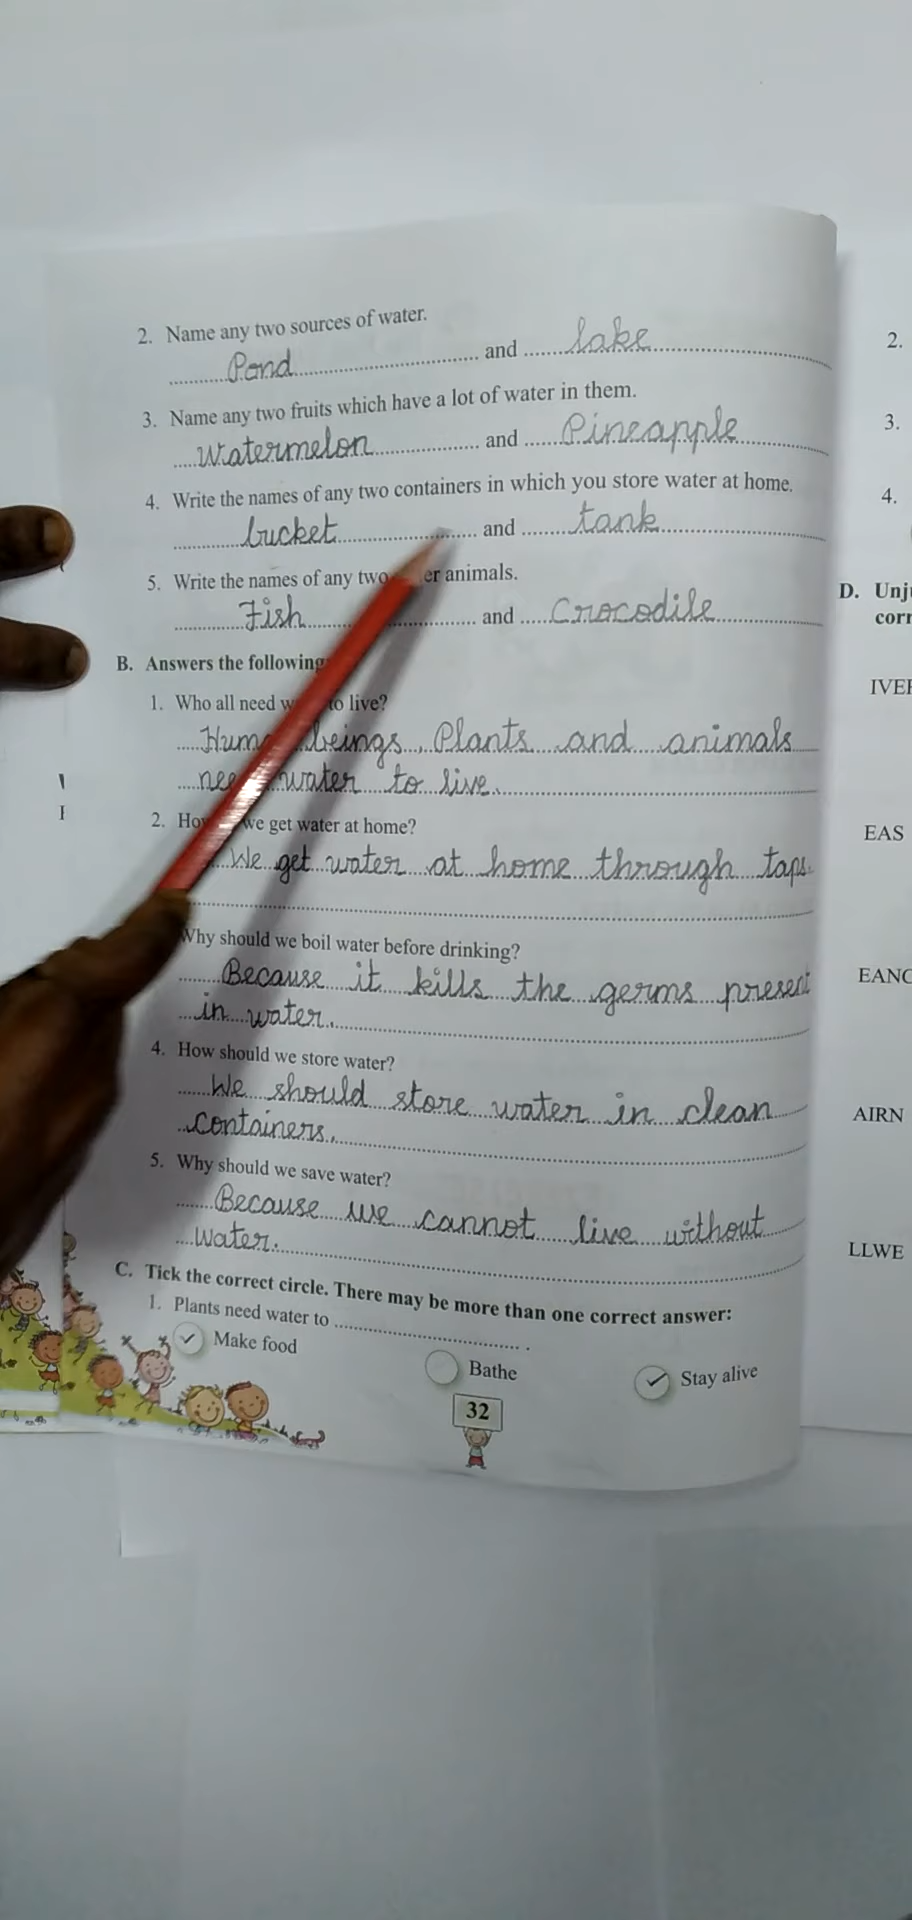 2. Name any two sources of water.
Pond and lake
3. Name any two fruits which have a lot of water in them.
Watermelon and Pineapple
4. Write the names of any two containers in which you store water at home.
bucket and tank
5. Write the names of any two er animals.
Fish and Crocodile
B. Answers the following
1. Who all need w to live?
Hum beings, Plants and animals
nee water to live.
2. Ho we get water at home?
We get water at home through taps.
Why should we boil water before drinking?
Because it kills the germs present
in water.
4. How should we store water?
We should store water in clean
containers.
5. Why should we save water?
Because we cannot live without
water.
C. Tick the correct circle. There may be more than one correct answer:
1. Plants need water to .
Make food
Bathe
Stay alive
32
2.
3.
4.
D. Unj
corr
IVER
EAS
EANO
AIRN
LLWE